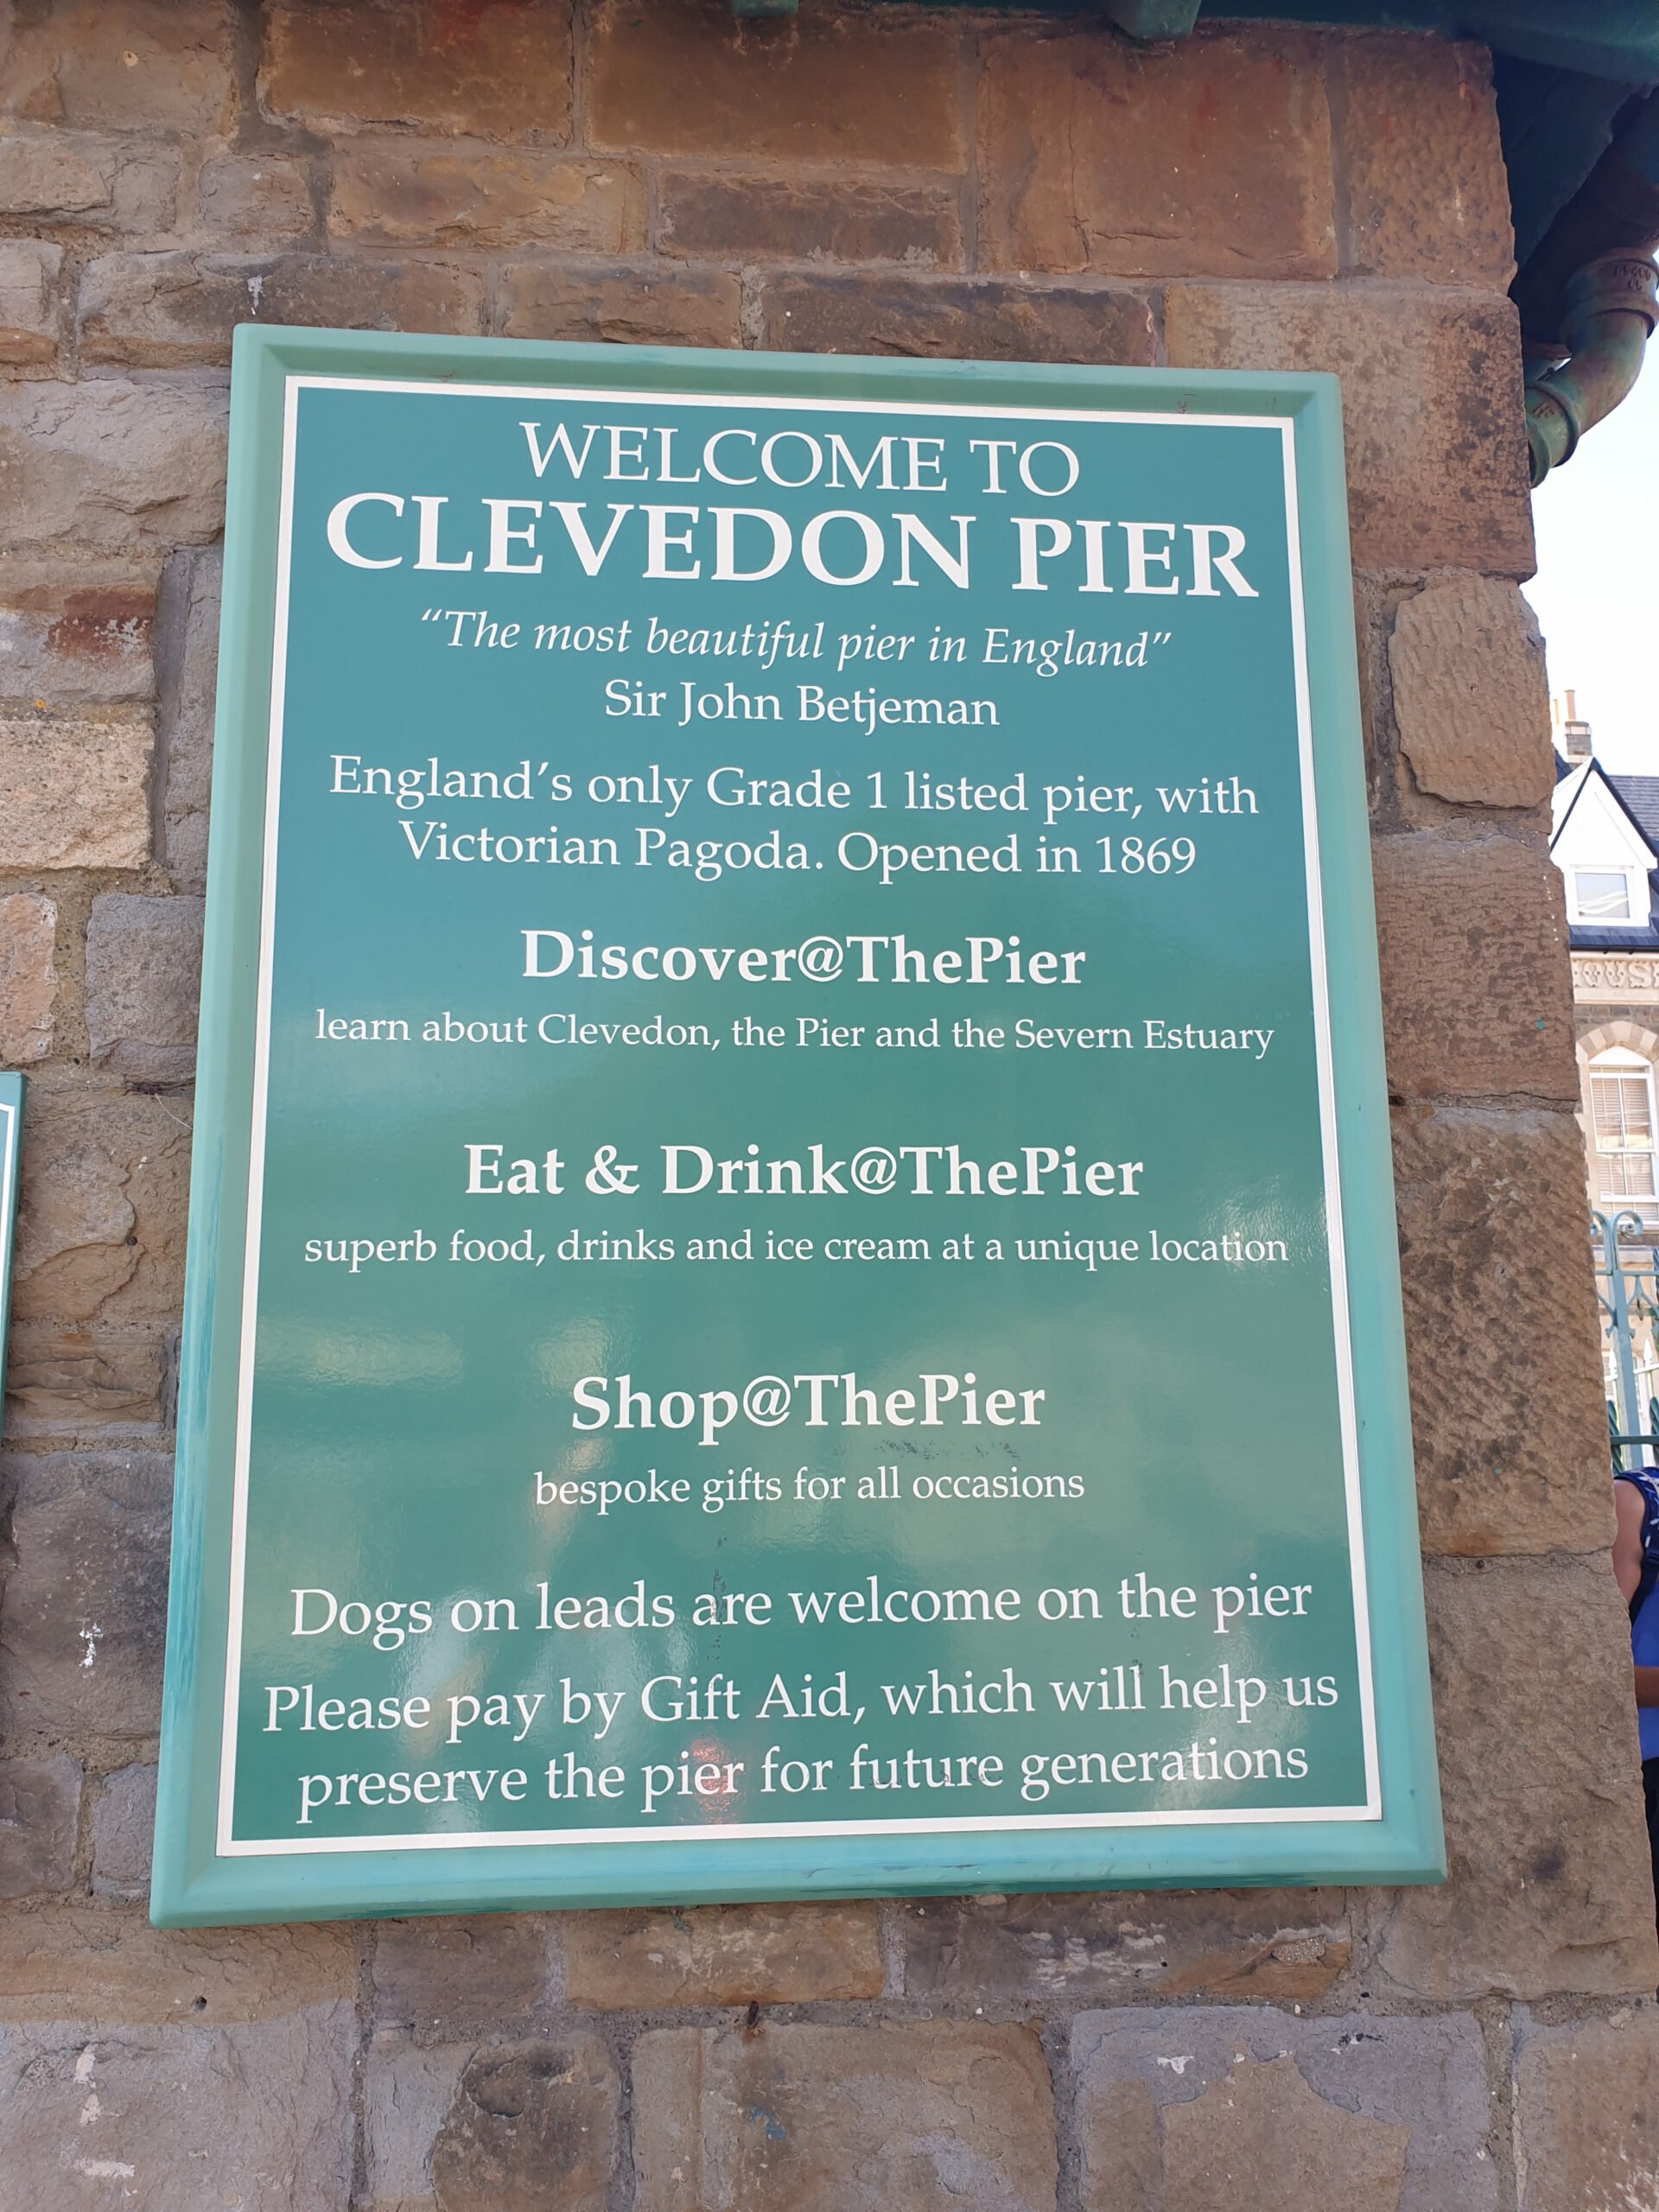 WELCOME TO
CLEVEDON PIER
“The most beautiful pier in England”
Sir John Betjeman
England’s only Grade 1 listed pier, with
Victorian Pagoda. Opened in 1869
Discover@ThePier
learn about Clevedon, the Pier and the Severn Estuary
Eat & Drink@ThePier
superb food, drinks and ice cream at a unique location
Shop@ThePier
bespoke gifts for all occasions
Dogs on leads are welcome on the pier
Please pay by Gift Aid, which will help us
preserve the pier for future generations